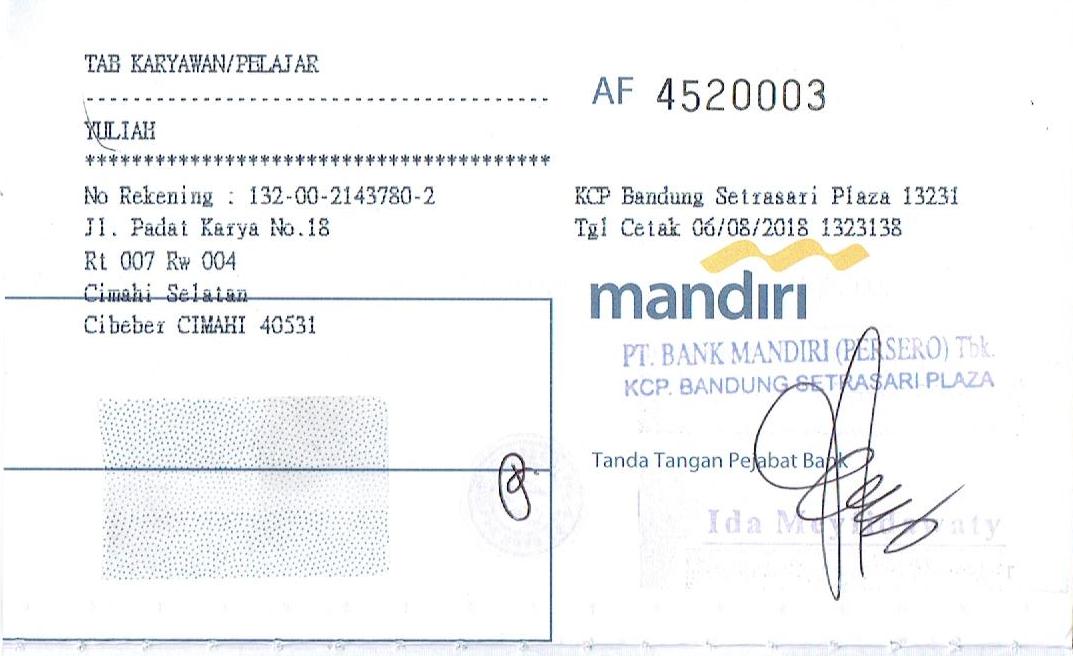 TAB KARYAWAN/PELAJAR
---------------------------------------
YULIAH
***************************************
No Rekening : 132-00-2143780-2
Jl. Padat Karya No.18
Rt 007 Rw 004
Cimahi Selatan
Cibeber CIMAHI 40531
AF 4520003
KCP Bandung Setrasari Plaza 13231
Tgl Cetak 06/08/2018 1323138
mandiri
PT. BANK MANDIRI (PERSERO) Tbk.
KCP. BANDUNG SETRASARI PLAZA
Tanda Tangan Pejabat Bank
Ida